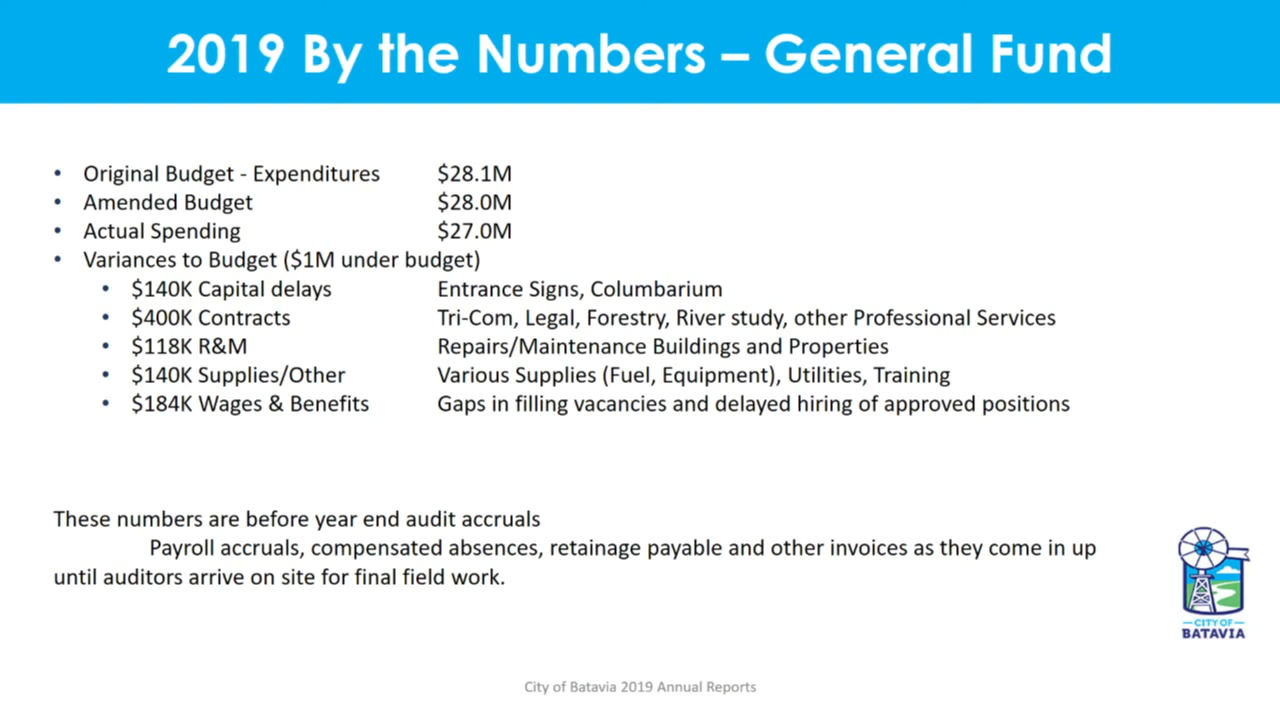 2019 By the Numbers – General Fund
• Original Budget - Expenditures $28.1M
• Amended Budget $28.0M
• Actual Spending $27.0M
• Variances to Budget ($1M under budget)
• $140K Capital delays Entrance Signs, Columbarium
• $400K Contracts Tri-Com, Legal, Forestry, River study, other Professional Services
• $118K R&M Repairs/Maintenance Buildings and Properties
• $140K Supplies/Other Various Supplies (Fuel, Equipment), Utilities, Training
• $184K Wages & Benefits Gaps in filling vacancies and delayed hiring of approved positions
These numbers are before year end audit accruals
Payroll accruals, compensated absences, retainage payable and other invoices as they come in up
until auditors arrive on site for final field work.
—CITY OF—
BATAVIA
City of Batavia 2019 Annual Reports